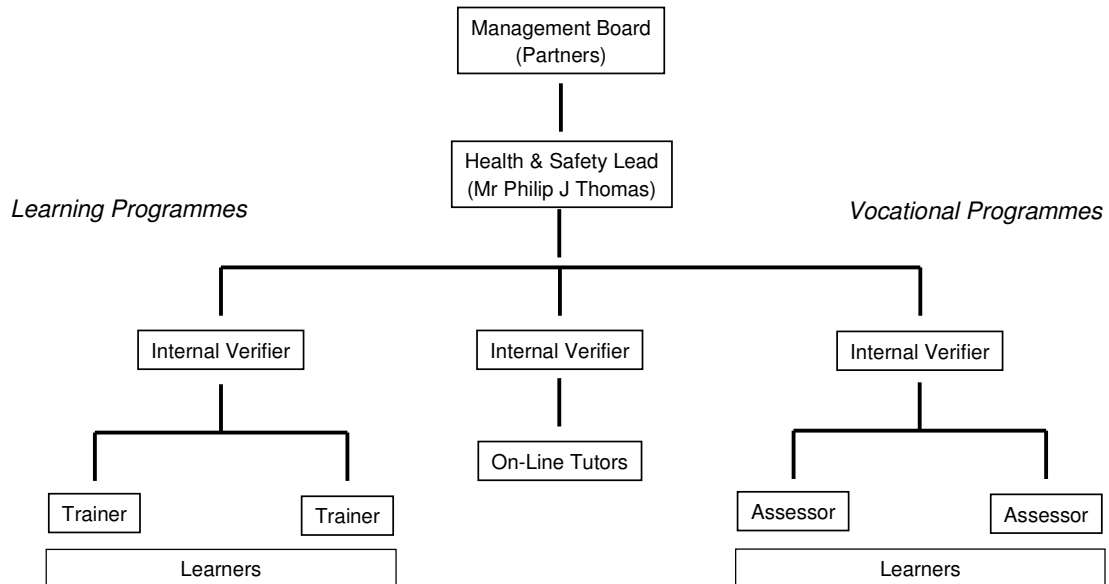 Management Board
(Partners)
Health & Safety Lead
(Mr Philip J Thomas)
Learning Programmes
Vocational Programmes
Internal Verifier
Internal Verifier
Internal Verifier
On-Line Tutors
Trainer
Trainer
Assessor
Assessor
Learners
Learners